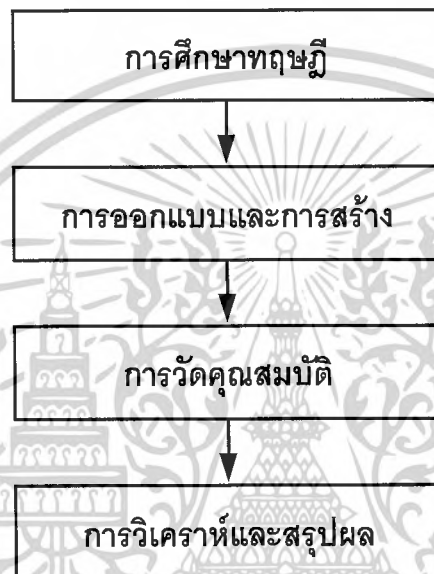 การศึกษาทฤษฎี
การออกแบบและการสร้าง
การวัดคุณสมบัติ
การวิเคราห์และสรุปผล